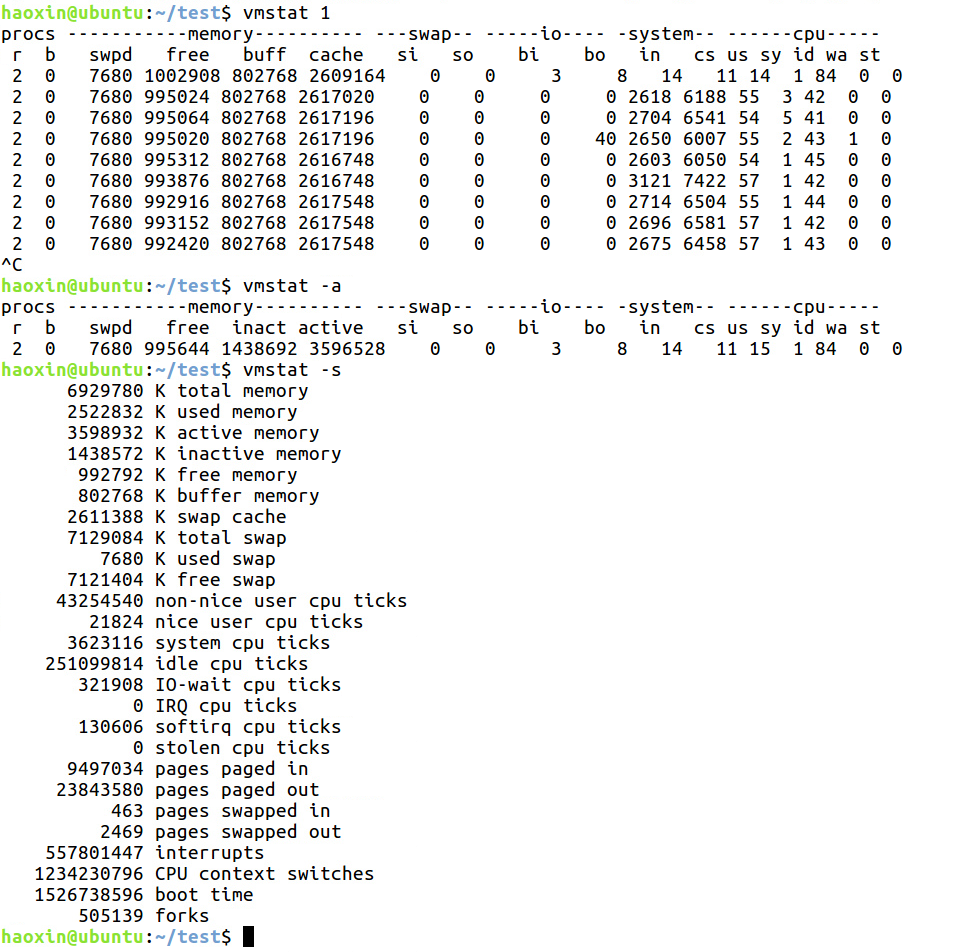 haoxin@ubuntu:~/test$ vmstat 1
procs -----------memory---------- ---swap-- -----io---- -system-- ------cpu-----
 r  b   swpd   free   buff  cache   si   so    bi    bo   in   cs us sy id wa st
 2  0   7680 1002908 802768 2609164    0    0     3     8   14   11 14  1 84  0  0
 2  0   7680 995024 802768 2617020    0    0     0     0 2618 6188 55  3 42  0  0
 2  0   7680 995064 802768 2617196    0    0     0     0 2704 6541 54  5 41  0  0
 2  0   7680 995020 802768 2617196    0    0     0    40 2650 6007 55  2 43  1  0
 2  0   7680 995312 802768 2616748    0    0     0     0 2603 6050 54  1 45  0  0
 2  0   7680 993876 802768 2616748    0    0     0     0 3121 7422 57  1 42  0  0
 2  0   7680 992916 802768 2617548    0    0     0     0 2714 6504 55  1 44  0  0
 2  0   7680 993152 802768 2617548    0    0     0     0 2696 6581 57  1 42  0  0
 2  0   7680 992420 802768 2617548    0    0     0     0 2675 6458 57  1 43  0  0
^C
haoxin@ubuntu:~/test$ vmstat -a
procs -----------memory---------- ---swap-- -----io---- -system-- ------cpu-----
 r  b   swpd   free  inact active   si   so    bi    bo   in   cs us sy id wa st
 2  0   7680 995644 1438692 3596528    0    0     3     8   14   11 15  1 84  0  0
haoxin@ubuntu:~/test$ vmstat -s
      6929780 K total memory
      2522832 K used memory
      3598932 K active memory
      1438572 K inactive memory
       992792 K free memory
       802768 K buffer memory
      2611388 K swap cache
      7129084 K total swap
         7680 K used swap
      7121404 K free swap
     43254540 non-nice user cpu ticks
        21824 nice user cpu ticks
      3623116 system cpu ticks
    251099814 idle cpu ticks
       321908 IO-wait cpu ticks
            0 IRQ cpu ticks
       130606 softirq cpu ticks
            0 stolen cpu ticks
      9497034 pages paged in
     23843580 pages paged out
          463 pages swapped in
         2469 pages swapped out
    557801447 interrupts
   1234230796 CPU context switches
   1526738596 boot time
       505139 forks
haoxin@ubuntu:~/test$